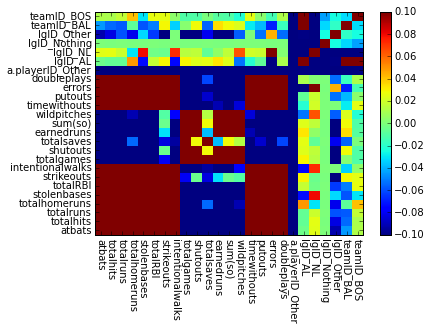 teamID_BOS
teamID_BAL
lgID_Other
lgID_Nothing
lgID_NL
lgID_AL
a.playerID_Other
doubleplays
errors
putouts
timewithouts
wildpitches
sum(so)
earnedruns
totalsaves
shutouts
totalgames
intentionalwalks
strikeouts
totalRBI
stolenbases
totalhomeruns
totalruns
totalhits
atbats
0.10
0.08
0.06
0.04
0.02
0.00
−0.02
−0.04
−0.06
−0.08
−0.10
atbats
totalhits
totalruns
totalhomeruns
stolenbases
totalRBI
strikeouts
intentionalwalks
totalgames
shutouts
totalsaves
earnedruns
sum(so)
wildpitches
timewithouts
putouts
errors
doubleplays
a.playerID_Other
lgID_AL
lgID_NL
lgID_Nothing
lgID_Other
teamID_BAL
teamID_BOS